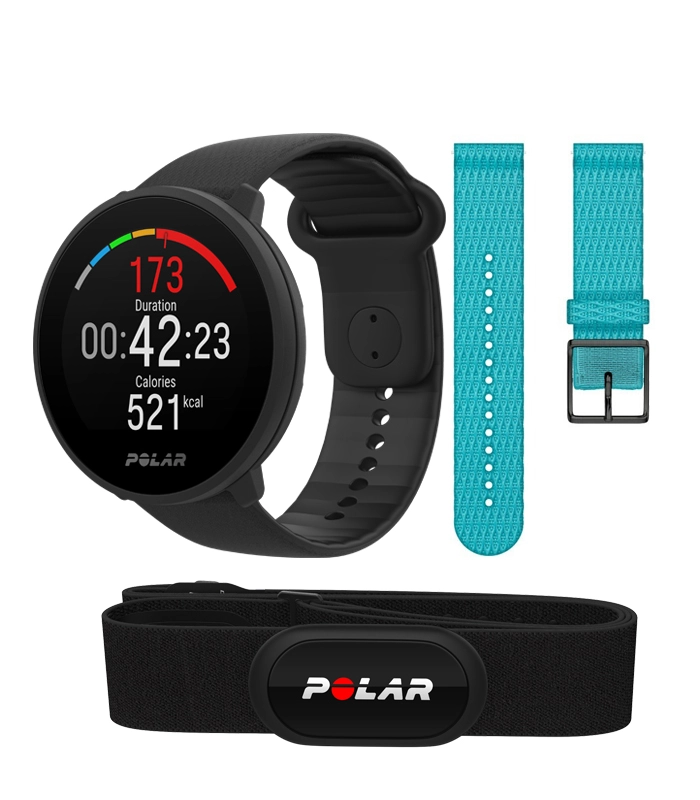 173
Duration
00:42:23
Calories
521 kcal
POLAR
POLAR